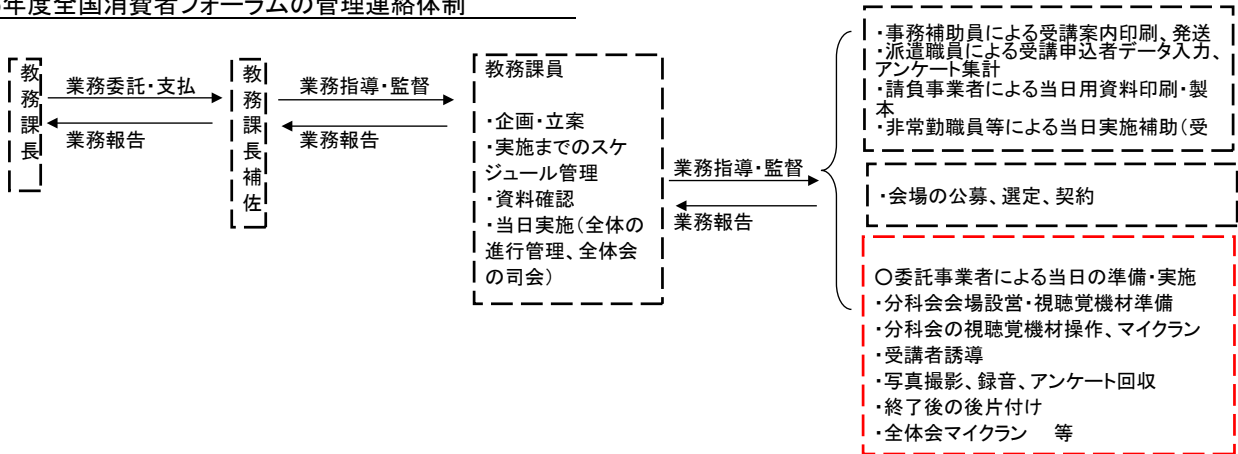 年度全国消費者フォーラムの管理連絡体制
教務課長
業務委託・支払
業務報告
教務課長補佐
業務指導・監督
業務報告
教務課員
・企画・立案
・実施までのスケ
ジュール管理
・資料確認
・当日実施（全体の
進行管理、全体会
の司会）
業務指導・監督
業務報告
・事務補助員による受講案内印刷、発送
・派遣職員による受講申込者データ入力、
アンケート集計
・請負事業者による当日用資料印刷・製
本
・非常勤職員等による当日実施補助（受
・会場の公募、選定、契約
○委託事業者による当日の準備・実施
・分科会会場設営・視聴覚機材準備
・分科会の視聴覚機材操作、マイクラン
・受講者誘導
・写真撮影、録音、アンケート回収
・終了後の後片付け
・全体会マイクラン　等